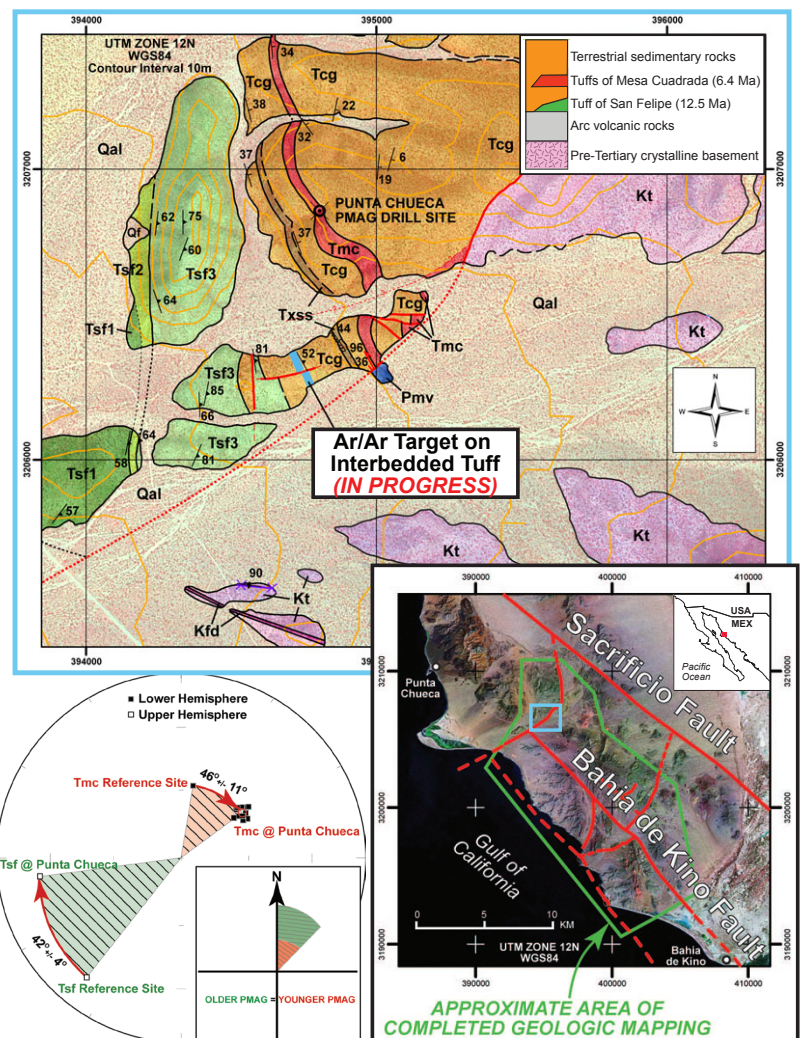 394000
395000
396000
UTM ZONE 12N
WGS84
Contour Interval 10m
Terrestrial sedimentary rocks
Tuffs of Mesa Cuadrada (6.4 Ma)
Tuff of San Felipe (12.5 Ma)
Arc volcanic rocks
Pre-Tertiary crystalline basement
34
Tcg
Tcg
38
22
Qal
32
Tcg
37
6
19
3207000
3207000
Kt
PUNTA CHUECA
PMAG DRILL SITE
62
75
Qf
37
60
Tmc
Tsf2
Tsf3
Tcg
64
Qal
Tcg
Txss
Tsf1
44
Tmc
Kt
81
52
Tcg
96
36
Tsf3
85
Pmv
N
W
E
S
66
64
Tsf3
Ar/Ar Target on
Interbedded Tuff
(IN PROGRESS)
3206000
3206000
58
81
Tsf1
Qal
57
Kt
Kt
90
Kt
Kfd
394000
39
390000
400000
410000
USA
MEX
Pacific
Ocean
Sacrificio Fault
3210000
3210000
Punta
Chueca
Bahia de Kino Fault
3200000
3200000
Gulf of
California
0
5
10
KM
UTM ZONE 12N
WGS84
Bahia
de Kino
3190000
3190000
390000
400000
410000
APPROXIMATE AREA OF
COMPLETED GEOLOGIC MAPPING
Lower Hemisphere
Upper Hemisphere
Tmc Reference Site
46°+/- 11°
Tmc @ Punta Chueca
Tsf @ Punta Chueca
42°+/- 4°
Tsf Reference Site
N
OLDER PMAG = YOUNGER PMAG